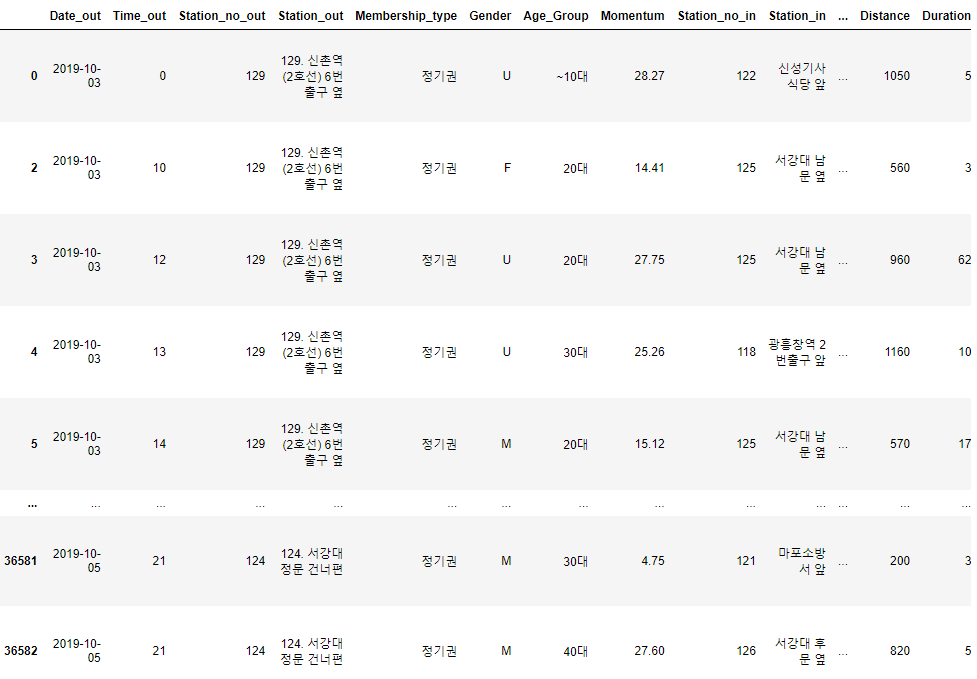 Date_out Time_out Station_no_out Station_out Membership_type Gender Age_Group Momentum Station_no_in Station_in ... Distance Duration
0 2019-10-03 0 129 129. 신촌역(2호선) 6번출구 옆 정기권 U ~10대 28.27 122 신성기사식당 앞 ... 1050 5
2 2019-10-03 10 129 129. 신촌역(2호선) 6번출구 옆 정기권 F 20대 14.41 125 서강대 남문 옆 ... 560 3
3 2019-10-03 12 129 129. 신촌역(2호선) 6번출구 옆 정기권 U 20대 27.75 125 서강대 남문 옆 ... 960 62
4 2019-10-03 13 129 129. 신촌역(2호선) 6번출구 옆 정기권 U 30대 25.26 118 광흥창역 2번출구 앞 ... 1160 10
5 2019-10-03 14 129 129. 신촌역(2호선) 6번출구 옆 정기권 M 20대 15.12 125 서강대 남문 옆 ... 570 17
... ... ... ... ... ... ... ... ... ... ... ... ... ...
36581 2019-10-05 21 124 124. 서강대 정문 건너편 정기권 M 30대 4.75 121 마포소방서 앞 ... 200 3
36582 2019-10-05 21 124 124. 서강대 정문 건너편 정기권 M 40대 27.60 126 서강대 후문 옆 ... 820 5